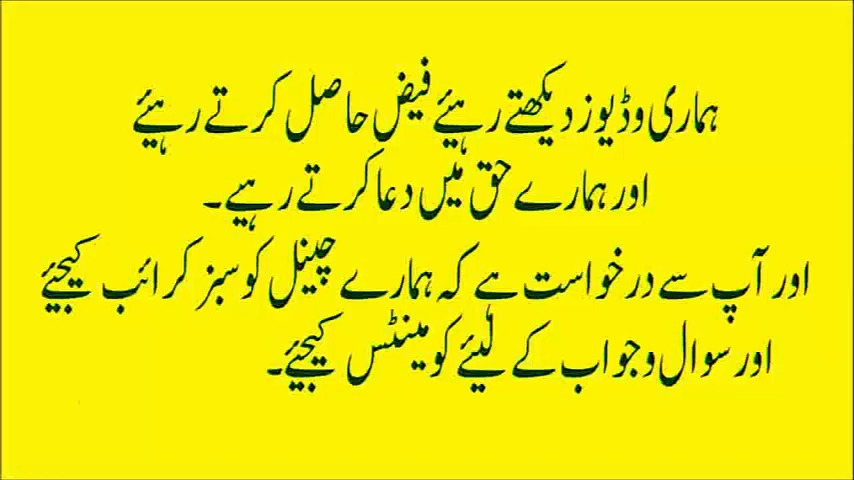 ہماری وڈیوز دیکھتے رہیئے فیض حاصل کرتے رہیئے
اور ہمارے حق میں دعا کرتے رہیے۔
اور آپ سے درخواست ہے کہ ہمارے چینل کو سبز کرائب کیجیئے
اور سوال وجواب کے لیئے کومینٹس کیجیئے۔